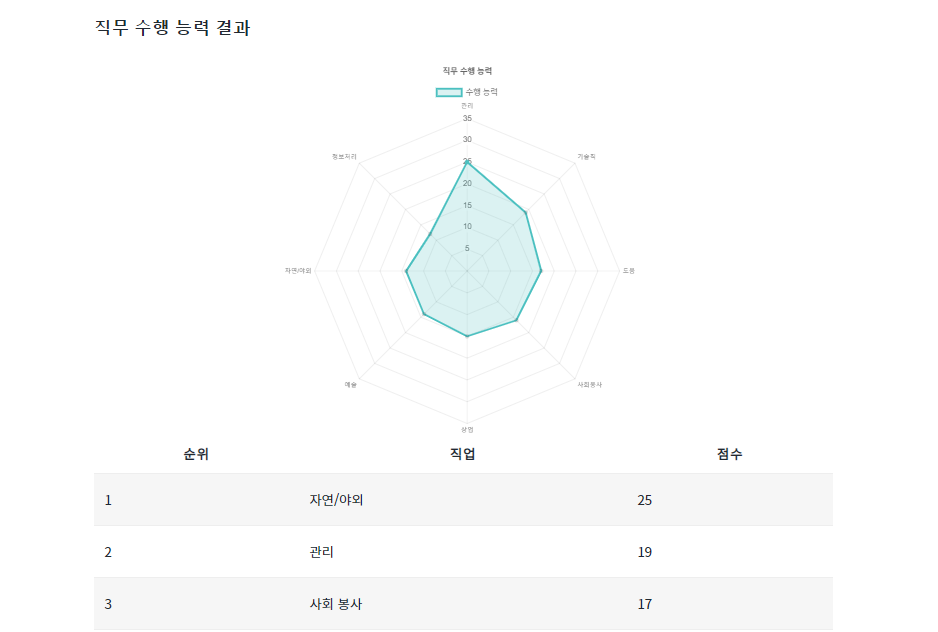 직무 수행 능력 결과
직무 수행 능력
수행 능력
관리
35
정보처리
30
기술직
25
20
15
10
5
자연/야외
도움
예술
사회봉사
상업
순위 직업 점수
1 자연/야외 25
2 관리 19
3 사회 봉사 17